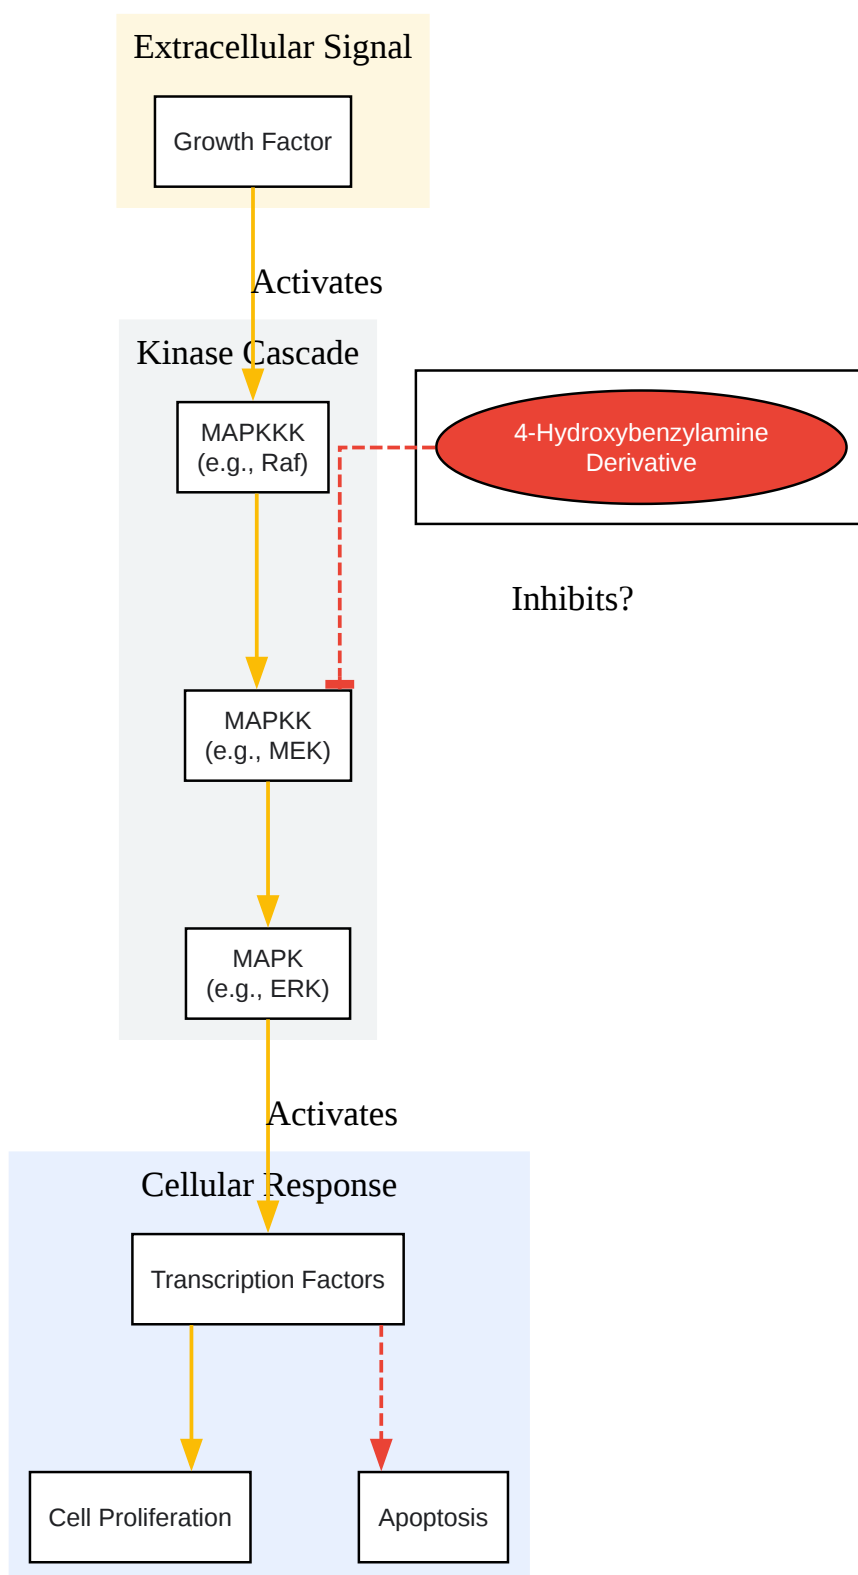 Extracellular Signal
Growth Factor
Activates
Kinase Cascade
MAPKKK
(e.g., Raf)
4-Hydroxybenzylamine
Derivative
Inhibits?
MAPKK
(e.g., MEK)
MAPK
(e.g., ERK)
Activates
Cellular Response
Transcription Factors
Cell Proliferation
Apoptosis